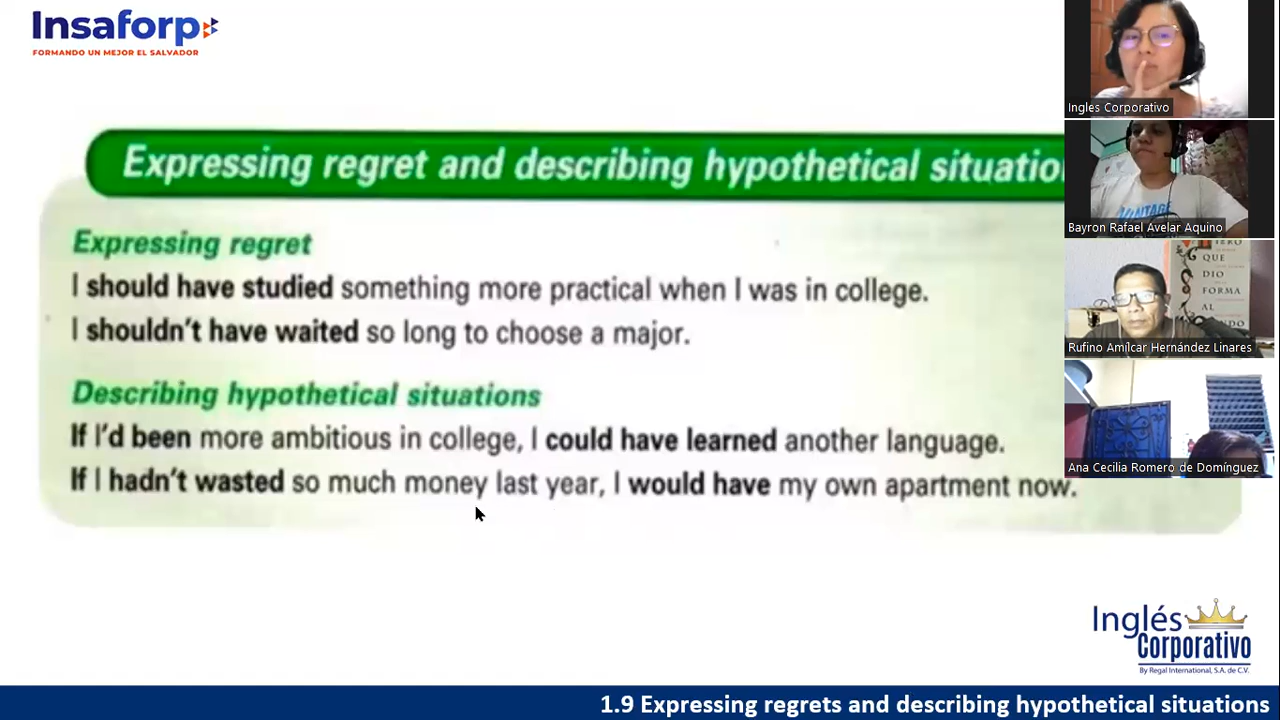 Insaforp
FORMANDO UN MEJOR EL SALVADOR
Expressing regret and describing hypothetical situatio
Expressing regret
I should have studied something more practical when I was in college.
I shouldn't have waited so long to choose a major.
Describing hypothetical situations
If I'd been more ambitious in college, I could have learned another language.
If I hadn't wasted so much money last year, I would have my own apartment now.
Ingles Corporativo
Bayron Rafael Avelar Aquino
QUE
DIO
FORMA
AL
Rufino Amílcar Hernández Linares
Ana Cecilia Romero de Domínguez
Inglés
Corporativo
By Regal International, S.A. de C.V.
1.9 Expressing regrets and describing hypothetical situations